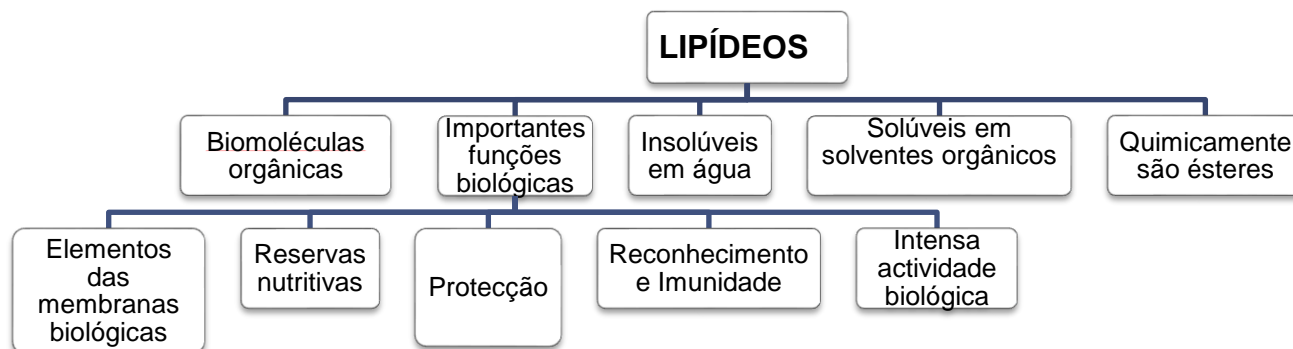 LIPÍDEOS
Biomoléculas
orgânicas
Importantes
funções
biológicas
Insolúveis
em água
Solúveis em
solventes orgânicos
Quimicamente
são ésteres
Elementos
das
membranas
biológicas
Reservas
nutritivas
Protecção
Reconhecimento
e Imunidade
Intensa
actividade
biológica